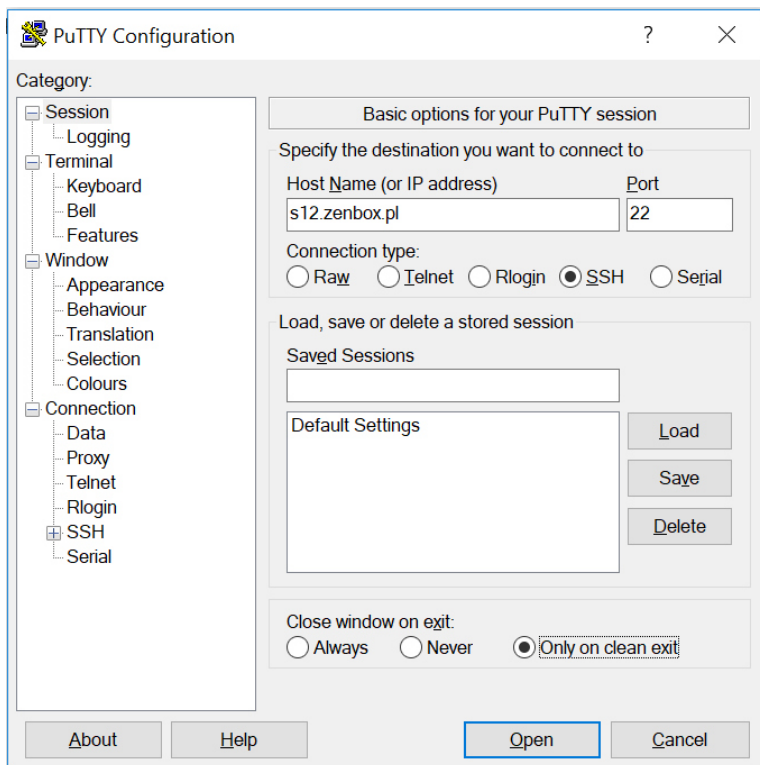 PuTTY Configuration
?
Category:
Session
Logging
Terminal
Keyboard
Bell
Features
Window
Appearance
Behaviour
Translation
Selection
Colours
Connection
Data
Proxy
Telnet
Rlogin
SSH
Serial
Basic options for your PuTTY session
Specify the destination you want to connect to
Host Name (or IP address) Port
s12.zenbox.pl 22
Connection type:
Raw Telnet Rlogin SSH Serial
Load, save or delete a stored session
Saved Sessions
Default Settings
Load
Save
Delete
Close window on exit:
Always Never Only on clean exit
About Help Open Cancel